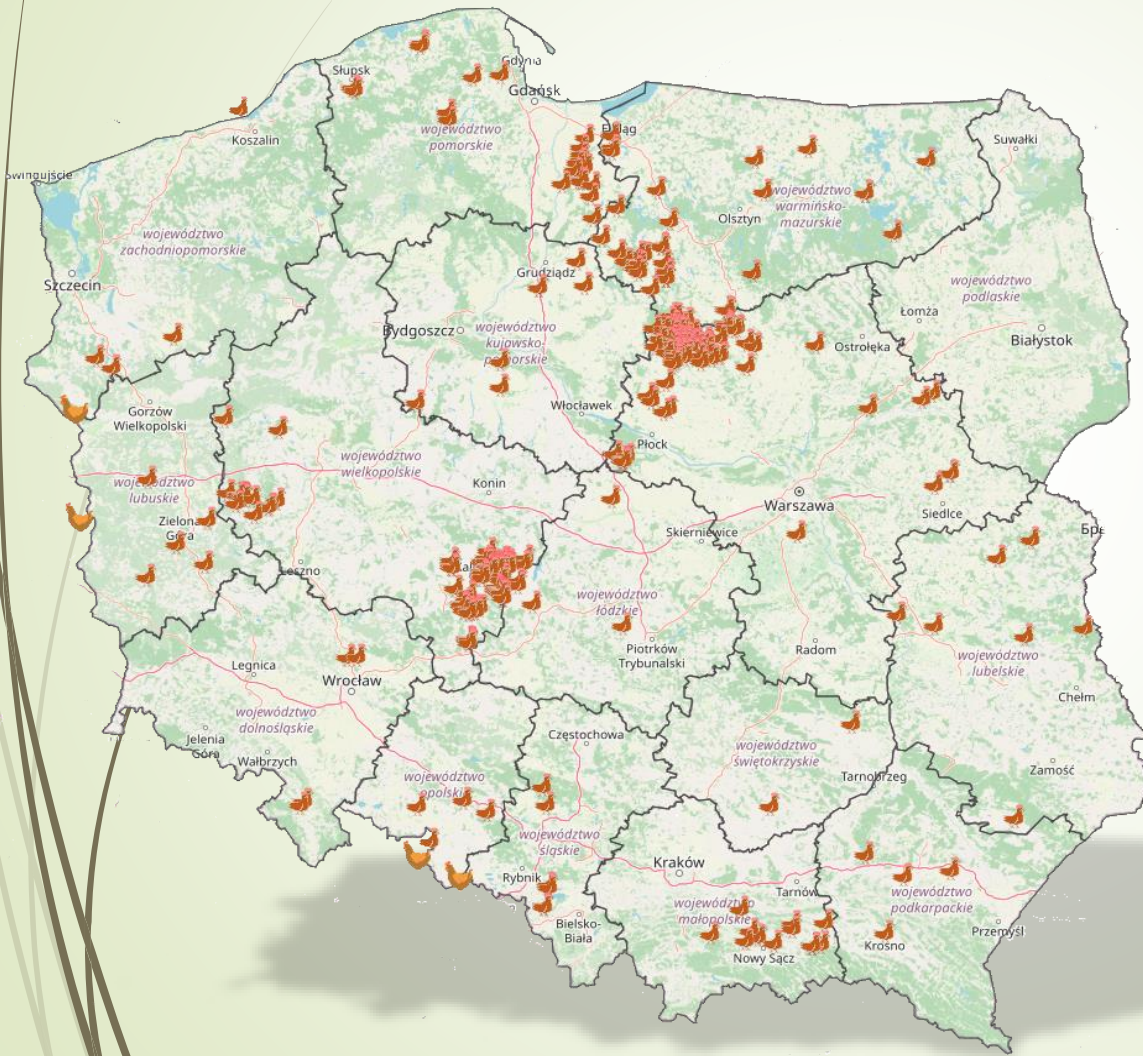 Gdynia
Słupsk
Gdańsk
województwo
pomorskie
Koszalin
Suwałki
Świnoujście
województwo
zachodniopomorskie
Olsztyn
województwo
warmińsko-
mazurskie
Szczecin
Grudziądz
województwo
podlaskie
Łomża
Bydgoszcz
województwo
kujawsko-
pomorskie
Ostrołęka
Białystok
Gorzów
Wielkopolski
Włocławek
Płock
województwo
wielkopolskie
Konin
województwo
lubuskie
Warszawa
Siedlce
Zielona
Góra
Skierniewice
Leszno
województwo
łódzkie
Piotrków
Trybunalski
Radom
województwo
lubelskie
Legnica
Wrocław
Chełm
województwo
dolnośląskie
Jelenia
Góra
Wałbrzych
Częstochowa
województwo
świętokrzyskie
Tarnobrzeg
Zamość
województwo
opolskie
województwo
śląskie
Kraków
Rybnik
Tarnów
województwo
małopolskie
województwo
podkarpackie
Bielsko-
Biała
Nowy Sącz
Krosno
Przemyśl